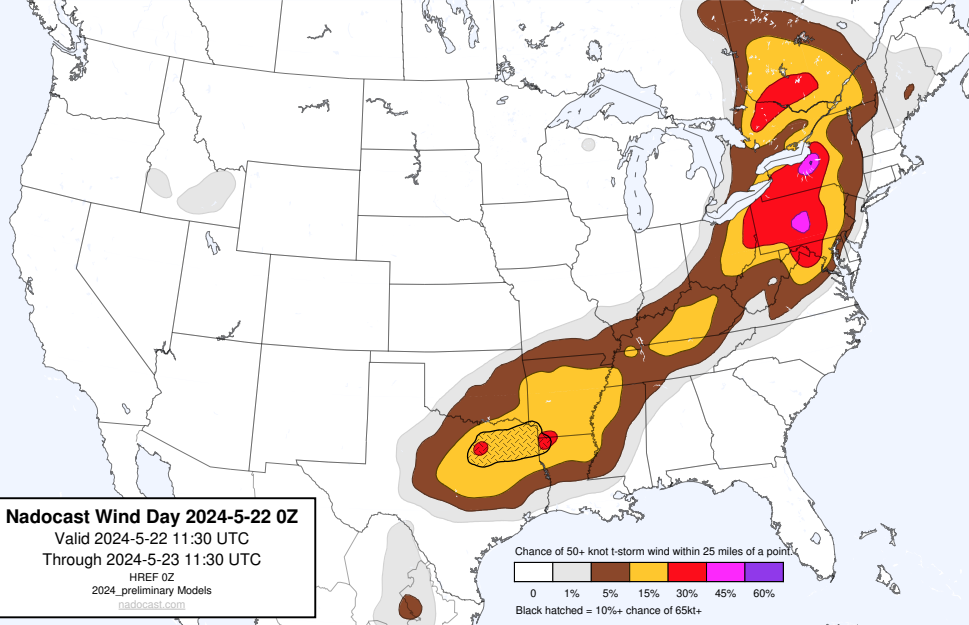 Nadocast Wind Day 2024-5-22 0Z
Valid 2024-5-22 11:30 UTC
Through 2024-5-23 11:30 UTC
HREF 0Z
2024_preliminary Models
nadocast.com
Chance of 50+ knot t-storm wind within 25 miles of a point.
0 1% 5% 15% 30% 45% 60%
Black hatched = 10%+ chance of 65kt+